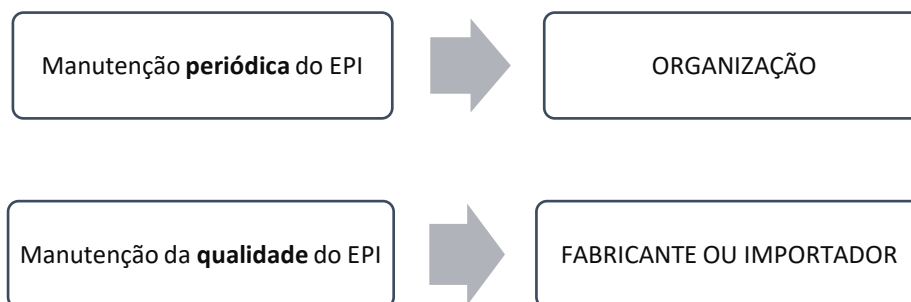 Manutenção periódica do EPI
ORGANIZAÇÃO
Manutenção da qualidade do EPI
FABRICANTE OU IMPORTADOR